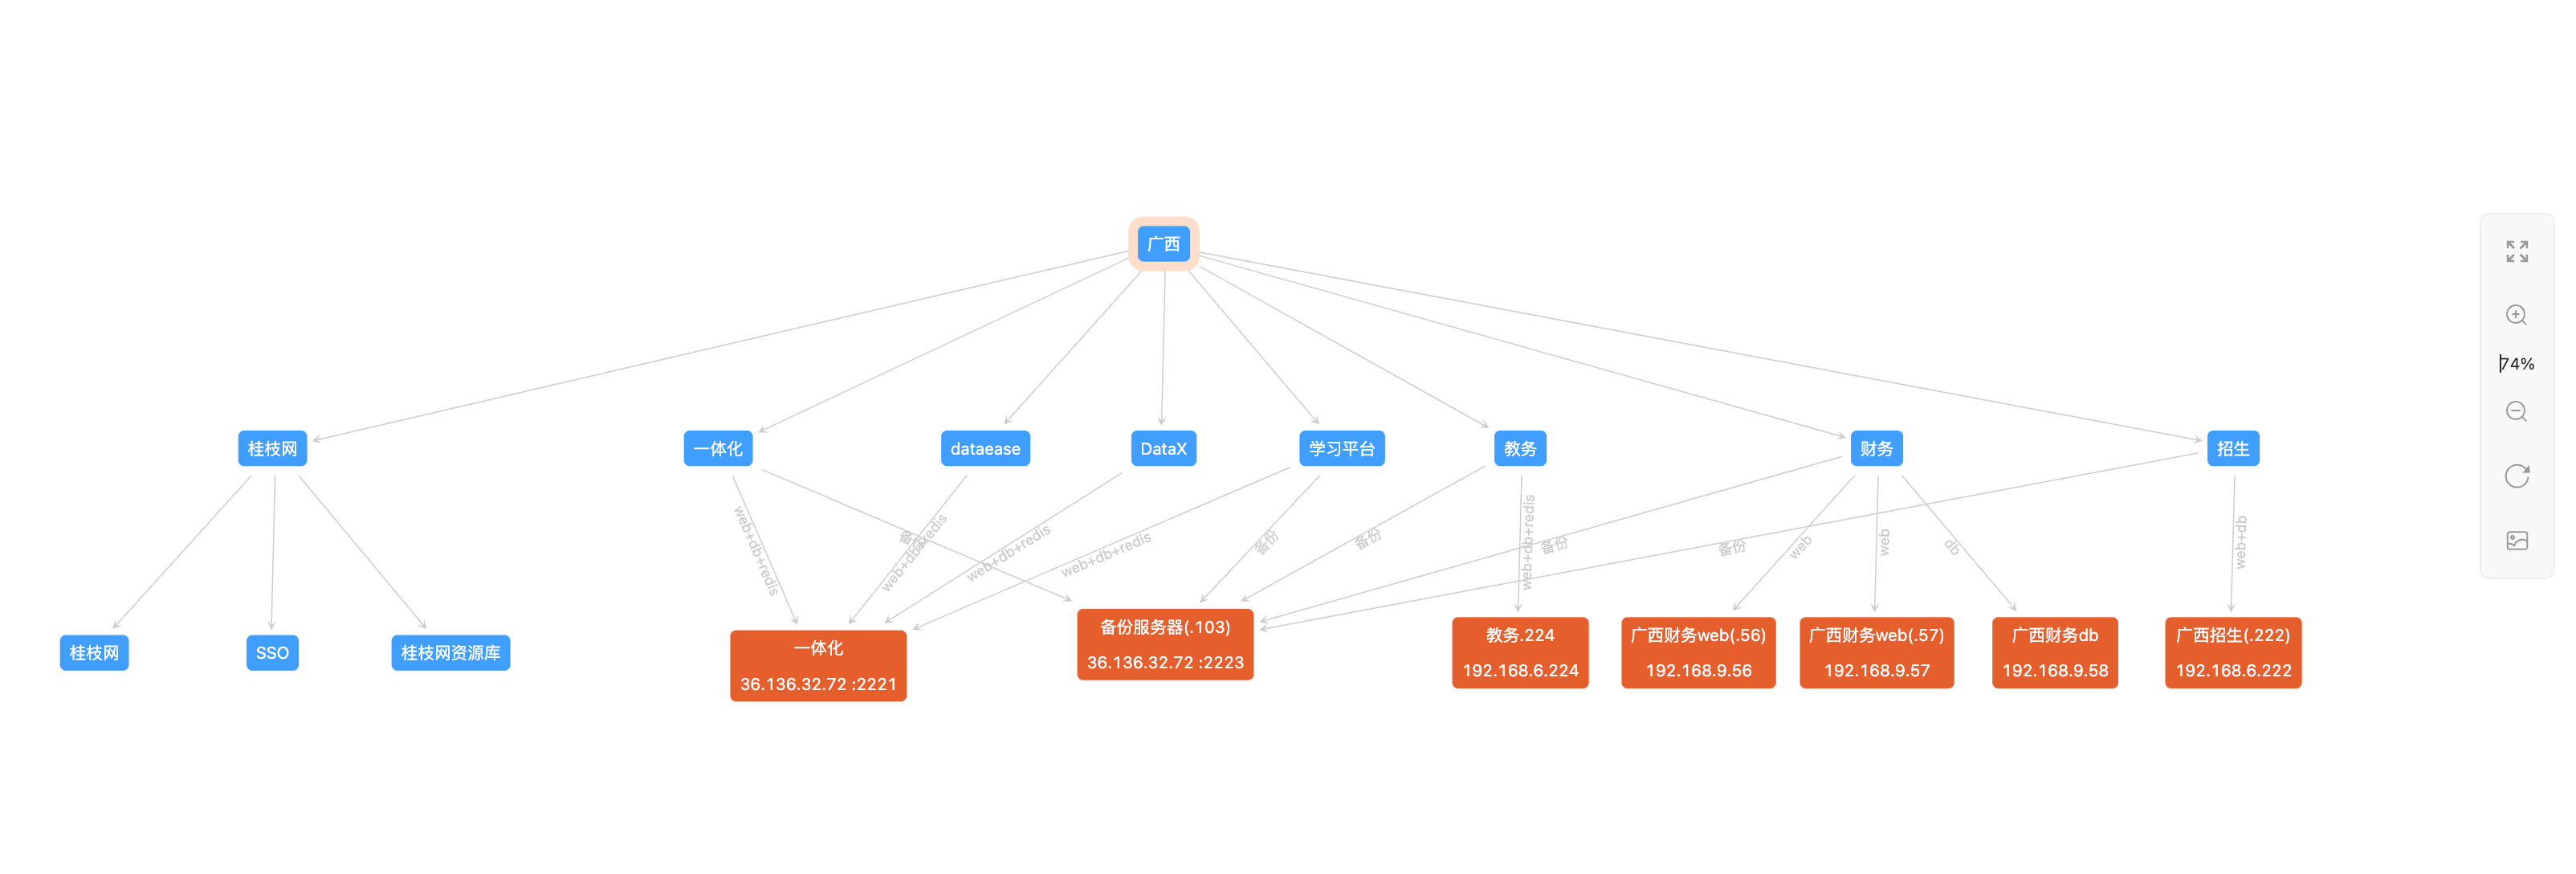 广西
74%
桂枝网
一体化
dataease
DataX
学习平台
教务
财务
招生
web+db+redis
备份
web+db+redis
web+db+redis
web+db+redis
备份
备份
web+db+redis
备份
备份
web
web
db
web+db
桂枝网
SSO
桂枝网资源库
一体化
36.136.32.72 :2221
备份服务器(.103)
36.136.32.72 :2223
教务.224
192.168.6.224
广西财务web(.56)
192.168.9.56
广西财务web(.57)
192.168.9.57
广西财务db
192.168.9.58
广西招生(.222)
192.168.6.222